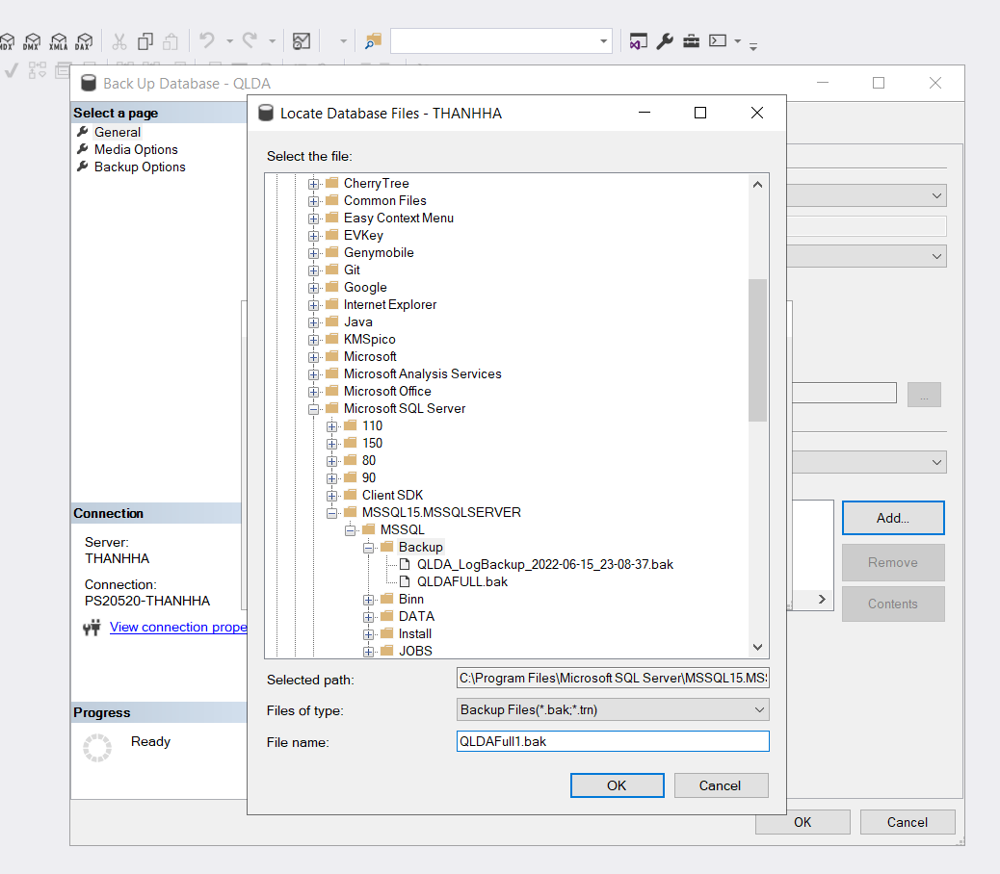 MDX DMX XMLA DAX
Back Up Database - QLDA
Select a page
General
Media Options
Backup Options
Connection
Server:
THANHHA
Connection:
PS20520-THANHHA
View connection prope
Progress
Ready
Locate Database Files - THANHHA
Select the file:
CherryTree
Common Files
Easy Context Menu
EVKey
Genymobile
Git
Google
Internet Explorer
Java
KMSpico
Microsoft
Microsoft Analysis Services
Microsoft Office
Microsoft SQL Server
110
150
80
90
Client SDK
MSSQL15.MSSQLSERVER
MSSQL
Backup
QLDA_LogBackup_2022-06-15_23-08-37.bak
QLDAFULL.bak
Binn
DATA
Install
JOBS
Selected path:
C:\Program Files\Microsoft SQL Server\MSSQL15.MS
Files of type:
Backup Files(*.bak;*.trn)
File name:
QLDAFull1.bak
OK
Cancel
...
Add...
Remove
Contents
OK
Cancel